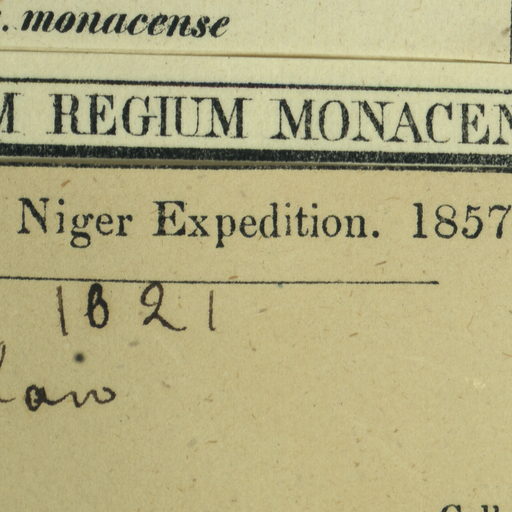 . monacense
M REGIUM MONACEN
Niger Expedition. 1857
1821